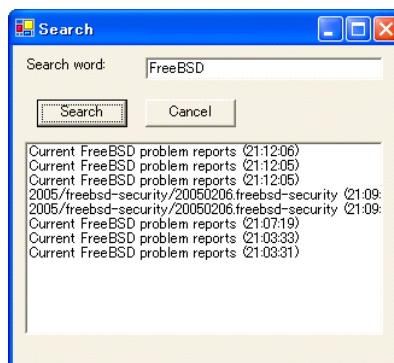 Search
Search word:
FreeBSD
Search
Cancel
Current FreeBSD problem reports (21:12:06)
Current FreeBSD problem reports (21:12:05)
Current FreeBSD problem reports (21:12:05)
2005/freebsd-security/20050206.freebsd-security (21:09:
2005/freebsd-security/20050206.freebsd-security (21:09:
Current FreeBSD problem reports (21:07:19)
Current FreeBSD problem reports (21:03:33)
Current FreeBSD problem reports (21:03:31)